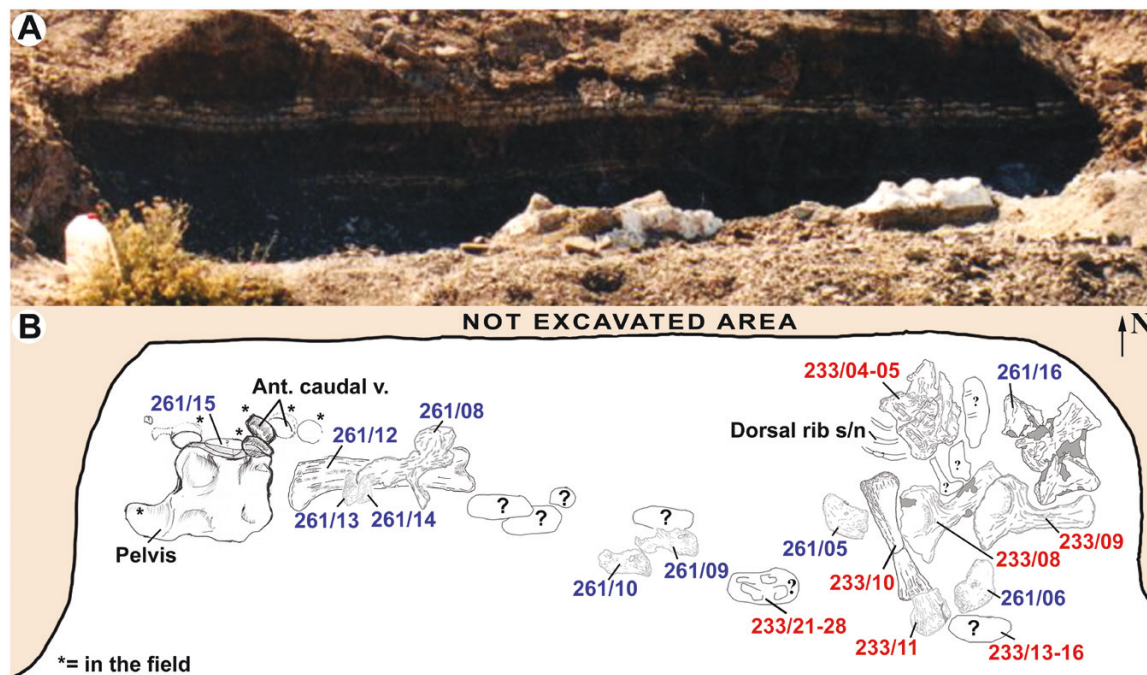 A
B
NOT EXCAVATED AREA
N
Ant. caudal v.
261/15
* * * * *
261/08
261/12
233/04-05
261/16
?
Dorsal rib s/n
?
?
261/13
261/14
*
Pelvis
? ? ?
?
261/05
261/10
261/09
233/10
233/08
233/09
?
233/21-28
261/06
233/11
?
233/13-16
*= in the field